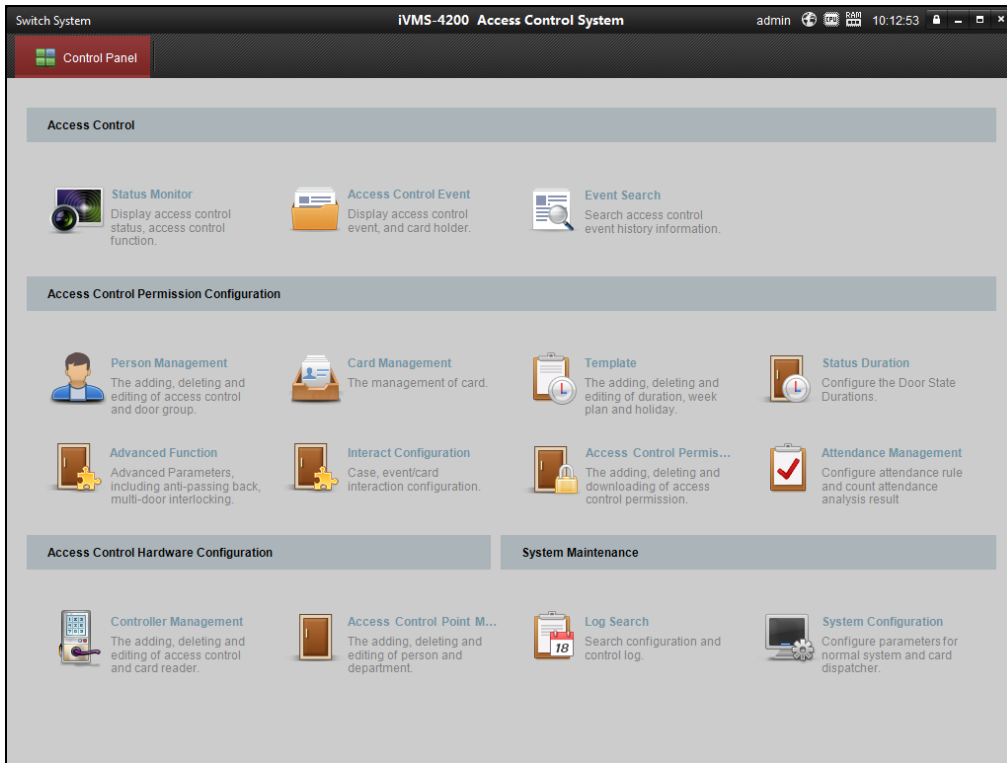 Switch System
iVMS-4200 Access Control System
admin
CPU
RAM
10:12:53
Control Panel
Access Control
Status Monitor
Display access control
status, access control
function.
Access Control Event
Display access control
event, and card holder.
Event Search
Search access control
event history information.
Access Control Permission Configuration
Person Management
The adding, deleting and
editing of access control
and door group.
Card Management
The management of card.
Template
The adding, deleting and
editing of duration, week
plan and holiday.
Status Duration
Configure the Door State
Durations.
Advanced Function
Advanced Parameters,
including anti-passing back,
multi-door interlocking.
Interact Configuration
Case, event/card
interaction configuration.
Access Control Permis...
The adding, deleting and
downloading of access
control permission.
Attendance Management
Configure attendance rule
and count attendance
analysis result
Access Control Hardware Configuration
System Maintenance
Controller Management
The adding, deleting and
editing of access control
and card reader.
Access Control Point M...
The adding, deleting and
editing of person and
department.
18
Log Search
Search configuration and
control log.
System Configuration
Configure parameters for
normal system and card
dispatcher.